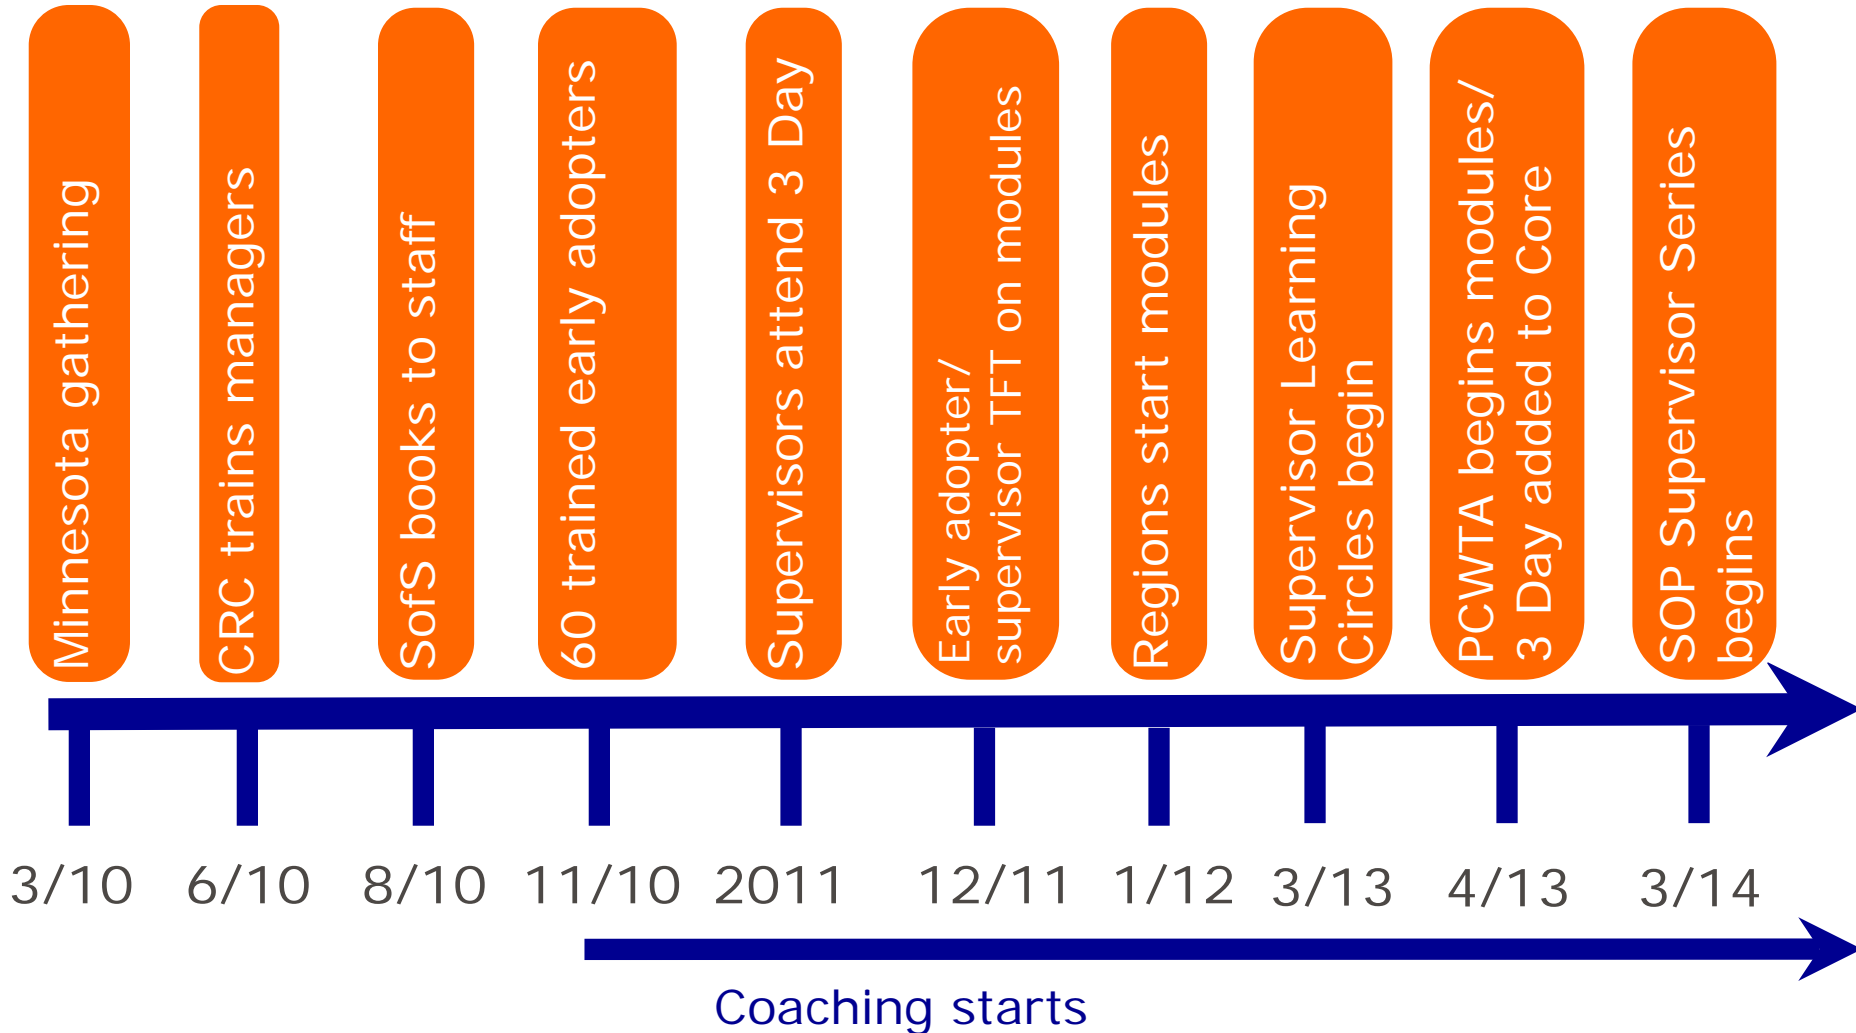 Minnesota gathering
CRC trains managers
SofS books to staff
60 trained early adopters
Supervisors attend 3 Day
Early adopter/
supervisor TFT on modules
Regions start modules
Supervisor Learning
Circles begin
PCWTA begins modules/
3 Day added to Core
SOP Supervisor Series
begins
3/10
6/10
8/10
11/10
2011
12/11
1/12
3/13
4/13
3/14
Coaching starts